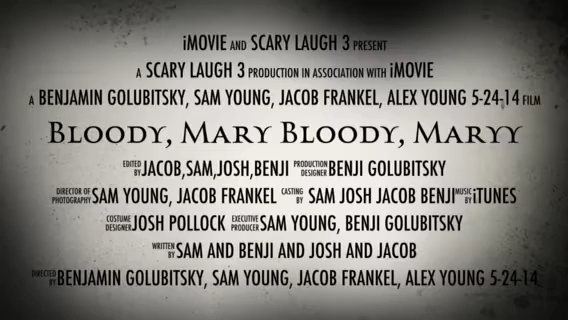 iMOVIE AND SCARY LAUGH 3 PRESENT
A SCARY LAUGH 3 PRODUCTION IN ASSOCIATION WITH iMOVIE
A BENJAMIN GOLUBITSKY, SAM YOUNG, JACOB FRANKEL, ALEX YOUNG 5-24-14 FILM
BLOODY, MARY BLOODY, MARYY
EDITED BY JACOB,SAM,JOSH,BENJI PRODUCTION DESIGNER BENJI GOLUBITSKY
DIRECTOR OF PHOTOGRAPHY SAM YOUNG, JACOB FRANKEL CASTING BY SAM JOSH JACOB BENJI MUSIC BY iTUNES
COSTUME DESIGNER JOSH POLLOCK EXECUTIVE PRODUCER SAM YOUNG, BENJI GOLUBITSKY
WRITTEN BY SAM AND BENJI AND JOSH AND JACOB
DIRECTED BY BENJAMIN GOLUBITSKY, SAM YOUNG, JACOB FRANKEL, ALEX YOUNG 5-24-14